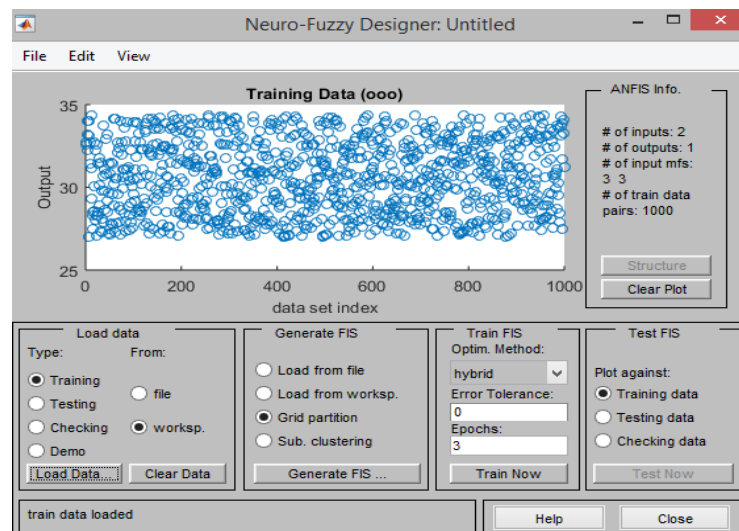 Neuro-Fuzzy Designer: Untitled
File Edit View
Training Data (ooo)
35
30
25
Output
0 200 400 600 800 1000
data set index
ANFIS Info.
# of inputs: 2
# of outputs: 1
# of input mfs:
3 3
# of train data
pairs: 1000
Structure
Clear Plot
Load data
Type: From:
Training
Testing
Checking
Demo
file
worksp.
Load Data...
Clear Data
Generate FIS
Load from file
Load from worksp.
Grid partition
Sub. clustering
Generate FIS ...
Train FIS
Optim. Method:
hybrid
Error Tolerance:
0
Epochs:
3
Train Now
Test FIS
Plot against:
Training data
Testing data
Checking data
Test Now
train data loaded
Help
Close